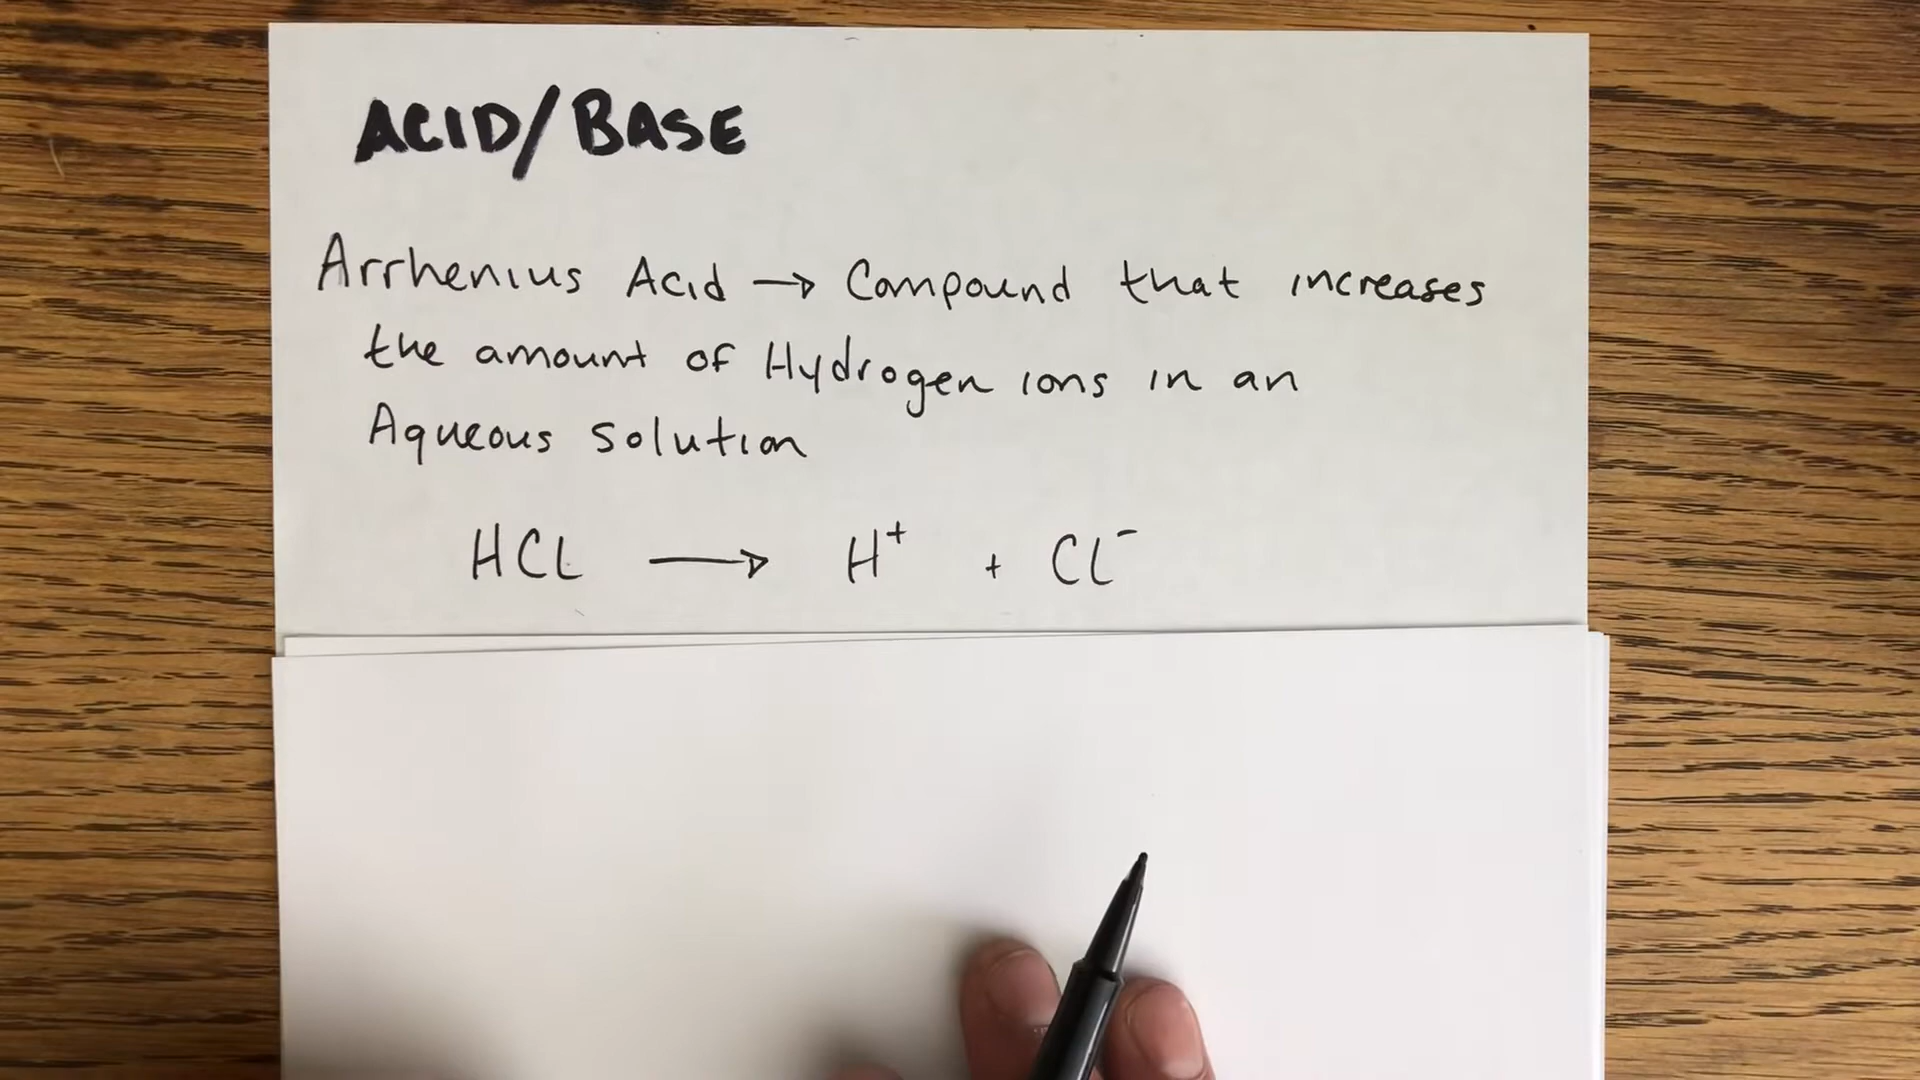 ACID/BASE
Arrhenius Acid → Compound that increases
the amount of Hydrogen ions in an
Aqueous solution
HCl → H⁺ + Cl⁻